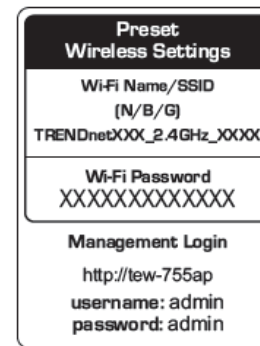 Preset
Wireless Settings
Wi-Fi Name/SSID
(N/B/G)
TRENDnetXXX_2.4GHz_XXXX
Wi-Fi Password
XXXXXXXXXXXXX
Management Login
http://tew-755ap
username: admin
password: admin